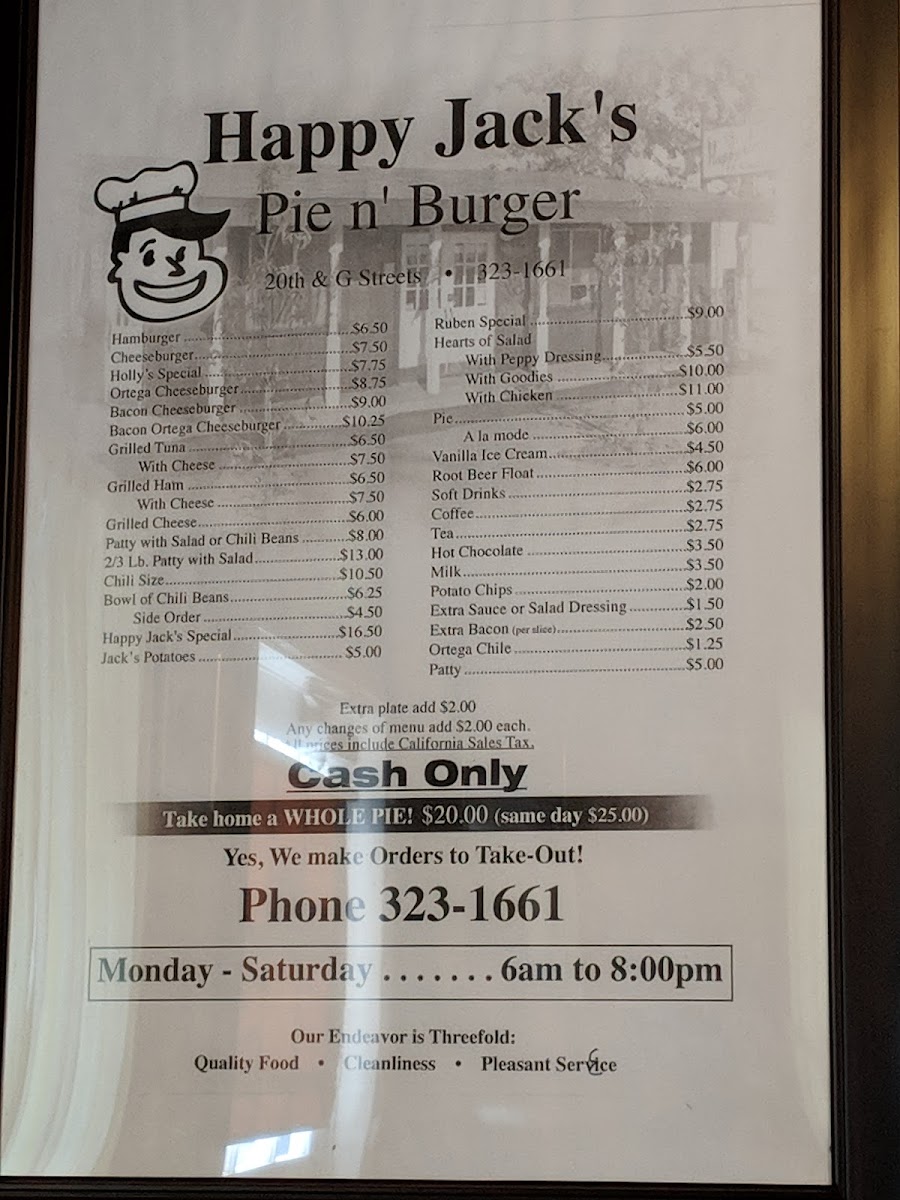 Happy Jack's
Pie n' Burger
20th & G Streets • 323-1661
Hamburger ........ $6.50
Cheeseburger ........ $7.50
Holly's Special ........ $7.75
Ortega Cheeseburger ........ $8.75
Bacon Cheeseburger ........ $9.00
Bacon Ortega Cheeseburger ........ $10.25
Grilled Tuna ........ $6.50
With Cheese ........ $7.50
Grilled Ham ........ $6.50
With Cheese ........ $7.50
Grilled Cheese ........ $6.00
Patty with Salad or Chili Beans ........ $8.00
2/3 Lb. Patty with Salad ........ $13.00
Chili Size ........ $10.50
Bowl of Chili Beans ........ $6.25
Side Order ........ $4.50
Happy Jack's Special ........ $16.50
Jack's Potatoes ........ $5.00
Ruben Special ........ $9.00
Hearts of Salad
With Peppy Dressing ........ $5.50
With Goodies ........ $10.00
With Chicken ........ $11.00
Pie ........ $5.00
A la mode ........ $6.00
Vanilla Ice Cream ........ $4.50
Root Beer Float ........ $6.00
Soft Drinks ........ $2.75
Coffee ........ $2.75
Tea ........ $2.75
Hot Chocolate ........ $3.50
Milk ........ $3.50
Potato Chips ........ $2.00
Extra Sauce or Salad Dressing ........ $1.50
Extra Bacon (per slice) ........ $2.50
Ortega Chile ........ $1.25
Patty ........ $5.00
Extra plate add $2.00
Any changes of menu add $2.00 each.
All prices include California Sales Tax.
Cash Only
Take home a WHOLE PIE! $20.00 (same day $25.00)
Yes, We make Orders to Take-Out!
Phone 323-1661
Monday - Saturday ....... 6am to 8:00pm
Our Endeavor is Threefold:
Quality Food • Cleanliness • Pleasant Service